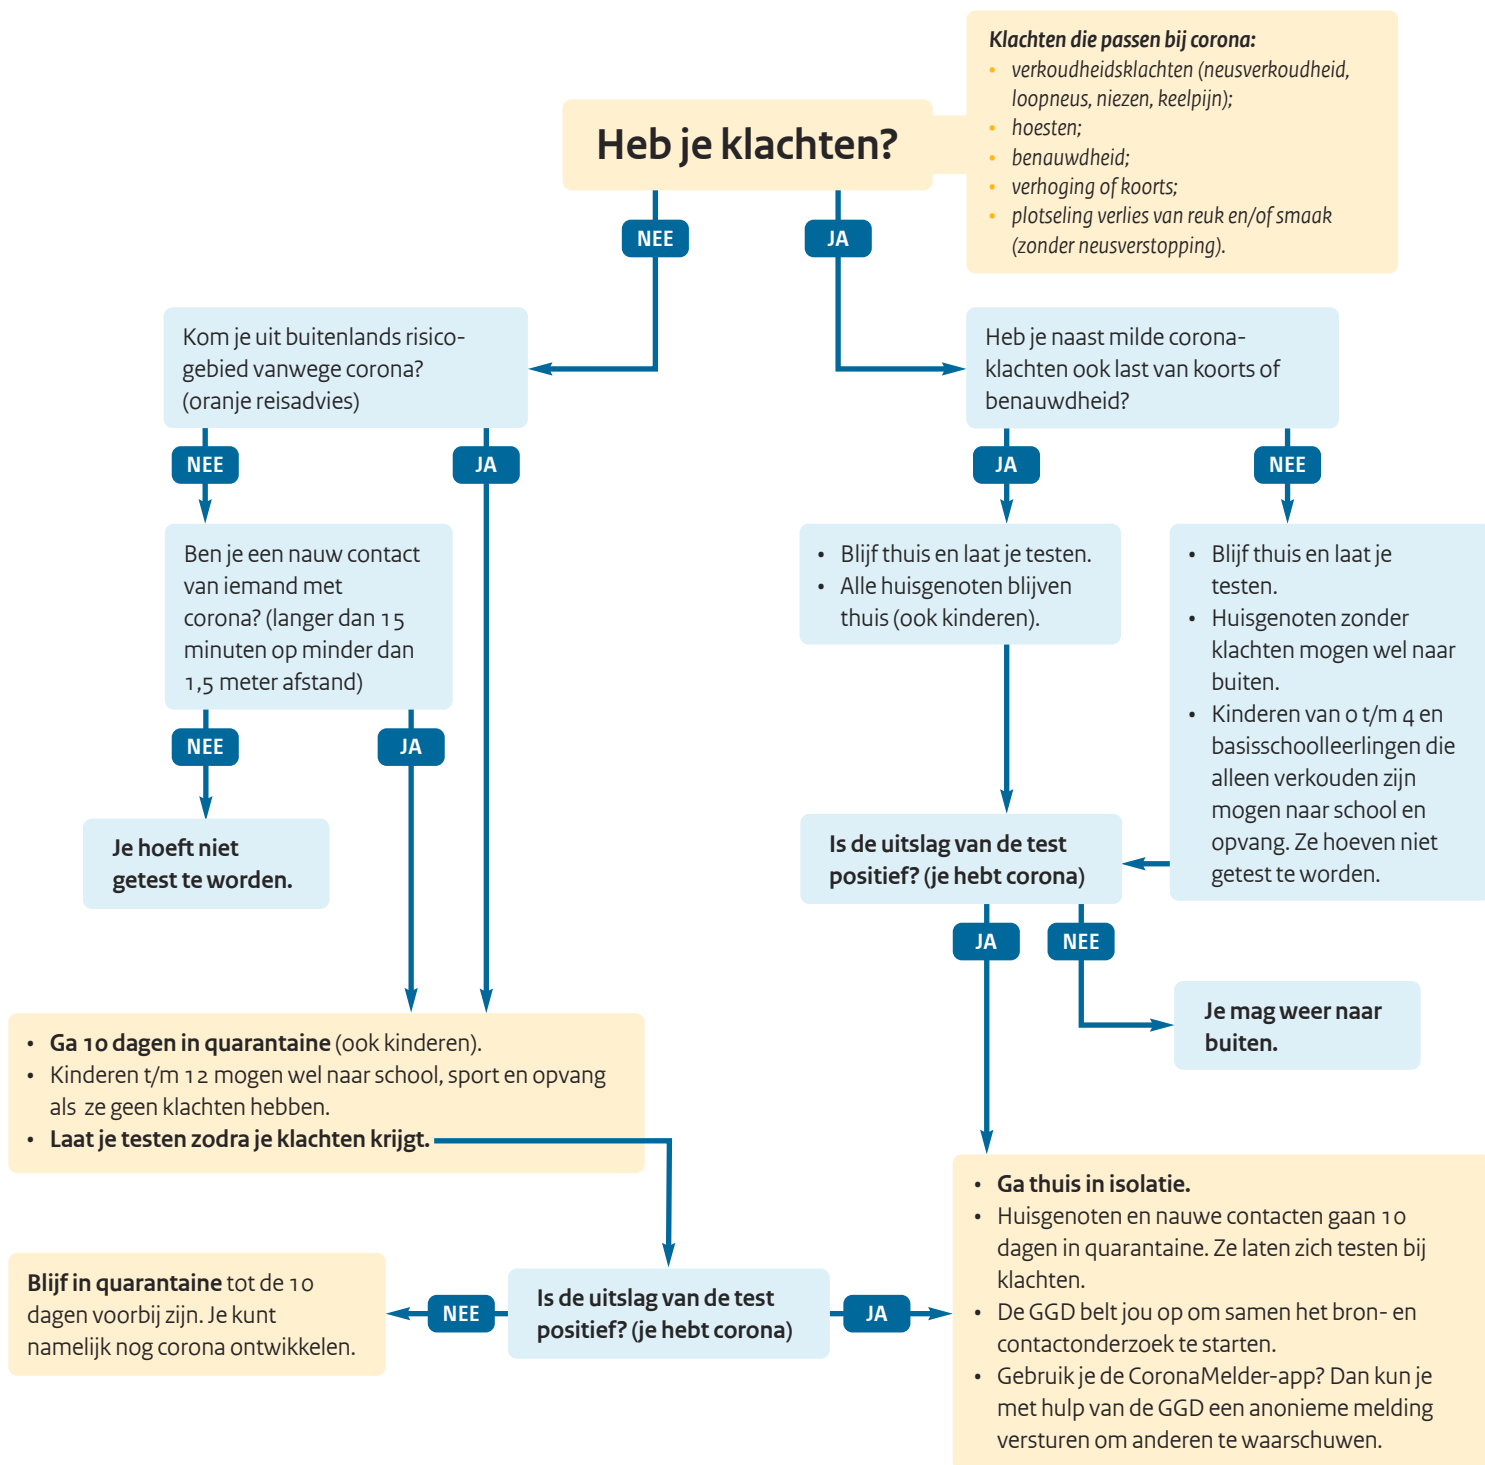 Heb je klachten?
Klachten die passen bij corona:
• verkoudheidsklachten (neusverkoudheid,
loopneus, niezen, keelpijn);
• hoesten;
• benauwdheid;
• verhoging of koorts;
• plotseling verlies van reuk en/of smaak
(zonder neusverstopping).
NEE
JA
Kom je uit buitenlands risico-
gebied vanwege corona?
(oranje reisadvies)
Heb je naast milde corona-
klachten ook last van koorts of
benauwdheid?
NEE
JA
JA
NEE
Ben je een nauw contact
van iemand met
corona? (langer dan 15
minuten op minder dan
1,5 meter afstand)
• Blijf thuis en laat je testen.
• Alle huisgenoten blijven
thuis (ook kinderen).
• Blijf thuis en laat je
testen.
• Huisgenoten zonder
klachten mogen wel naar
buiten.
• Kinderen van 0 t/m 4 en
basisschoolleerlingen die
alleen verkouden zijn
mogen naar school en
opvang. Ze hoeven niet
getest te worden.
NEE
JA
Je hoeft niet
getest te worden.
Is de uitslag van de test
positief? (je hebt corona)
JA
NEE
Je mag weer naar
buiten.
• Ga 10 dagen in quarantaine (ook kinderen).
• Kinderen t/m 12 mogen wel naar school, sport en opvang
als ze geen klachten hebben.
• Laat je testen zodra je klachten krijgt.
• Ga thuis in isolatie.
• Huisgenoten en nauwe contacten gaan 10
dagen in quarantaine. Ze laten zich testen bij
klachten.
• De GGD belt jou op om samen het bron- en
contactonderzoek te starten.
• Gebruik je de CoronaMelder-app? Dan kun je
met hulp van de GGD een anonieme melding
versturen om anderen te waarschuwen.
Blijf in quarantaine tot de 10
dagen voorbij zijn. Je kunt
namelijk nog corona ontwikkelen.
NEE
Is de uitslag van de test
positief? (je hebt corona)
JA